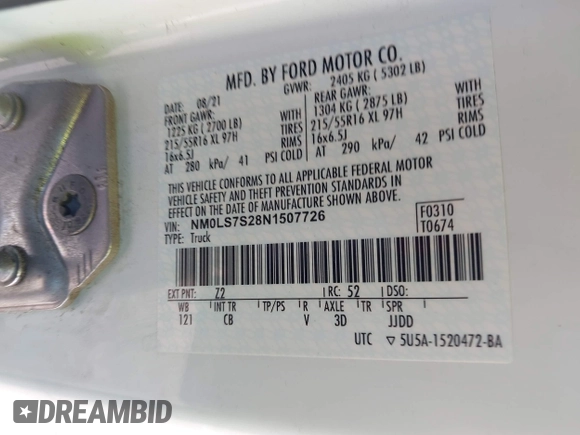 MFD. BY FORD MOTOR CO.
DATE: 08/21 GVWR: 2405 KG ( 5302 LB)
FRONT GAWR: REAR GAWR:
1225 KG ( 2700 LB) 1304 KG ( 2875 LB)
215/55R16 XL 97H TIRES 215/55R16 XL 97H TIRES
16x6.5J RIMS 16x6.5J RIMS
AT 280 kPa/ 41 PSI COLD AT 290 kPa/ 42 PSI COLD
THIS VEHICLE CONFORMS TO ALL APPLICABLE FEDERAL MOTOR
VEHICLE SAFETY AND THEFT PREVENTION STANDARDS IN
EFFECT ON THE DATE OF MANUFACTURE SHOWN ABOVE.
VIN: NM0LS7S28N1507726 F0310
TYPE: Truck T0674
EXT PNT: Z2 RC: 52 DSO:
WB INT TR TP/PS R AXLE TR SPR
121 CB V 3D JJDD
UTC ▽5U5A-1520472-BA
DREAMBID